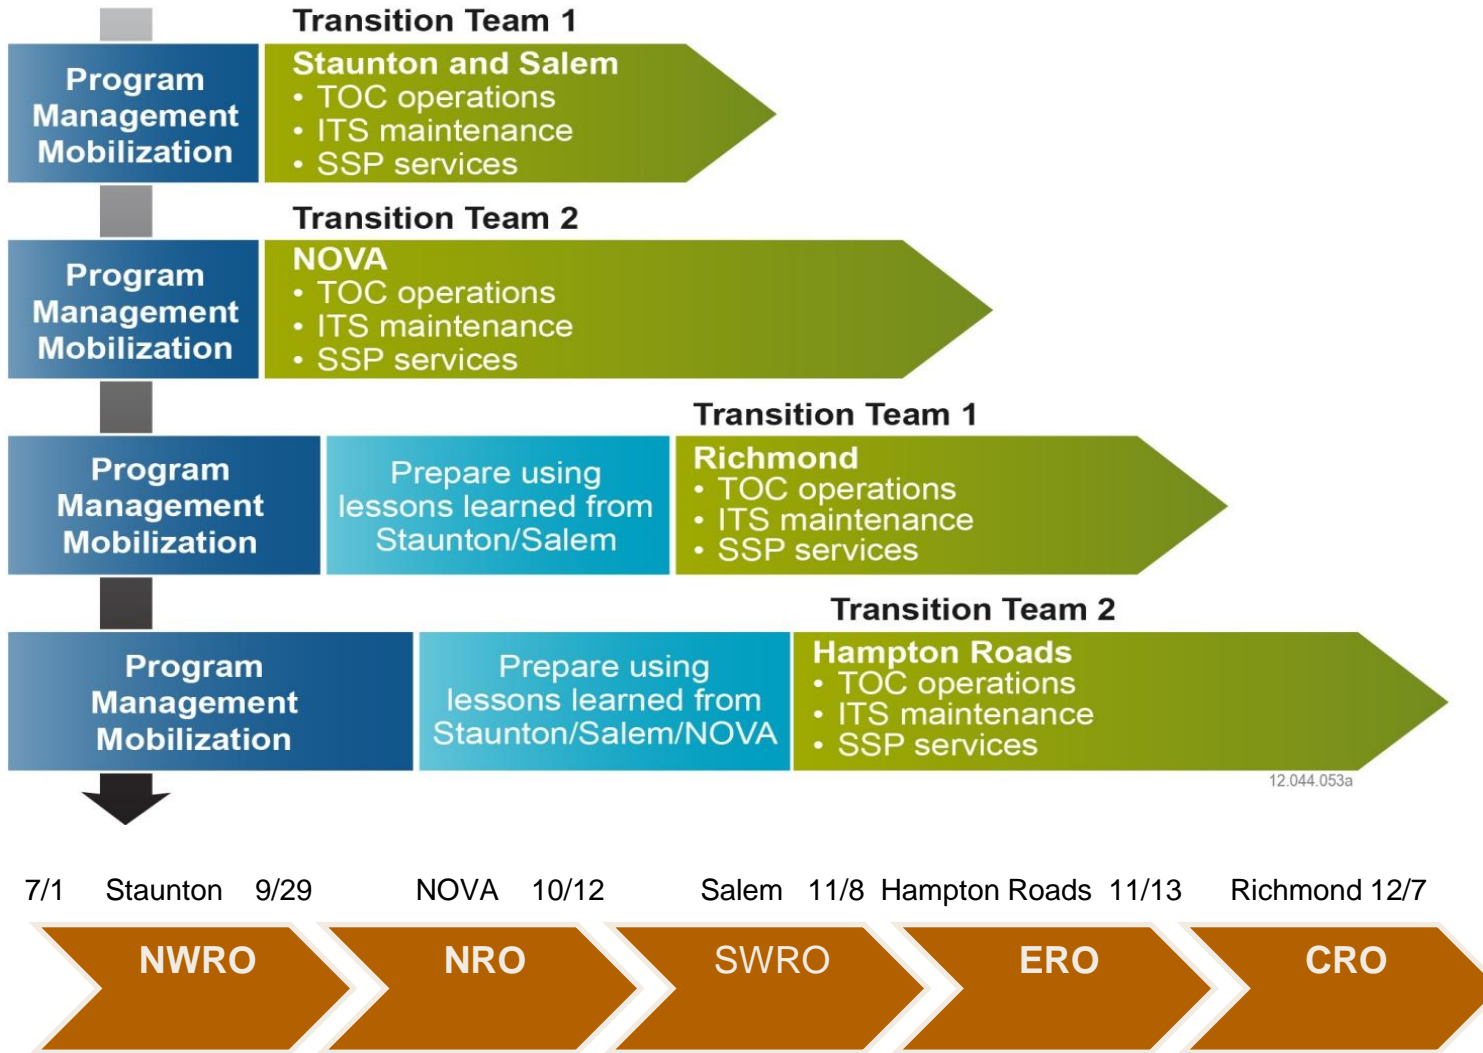 Transition Team 1
Program
Management
Mobilization
Staunton and Salem
• TOC operations
• ITS maintenance
• SSP services
Transition Team 2
Program
Management
Mobilization
NOVA
• TOC operations
• ITS maintenance
• SSP services
Transition Team 1
Program
Management
Mobilization
Prepare using
lessons learned from
Staunton/Salem
Richmond
• TOC operations
• ITS maintenance
• SSP services
Transition Team 2
Program
Management
Mobilization
Prepare using
lessons learned from
Staunton/Salem/NOVA
Hampton Roads
• TOC operations
• ITS maintenance
• SSP services
12.044.053a
7/1 Staunton 9/29 NOVA 10/12 Salem 11/8 Hampton Roads 11/13 Richmond 12/7
NWRO NRO SWRO ERO CRO